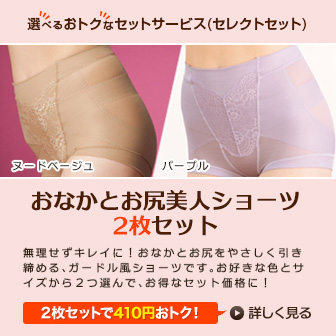 選べるおトクなセットサービス(セレクトセット)
ヌードベージュ
パープル
おなかとお尻美人ショーツ
2枚セット
無理せずキレイに！おなかとお尻をやさしく引き
締める、ガードル風ショーツです。お好きな色とサ
イズから２つ選んで、お得なセット価格に！
2枚セットで410円おトク！
詳しく見る